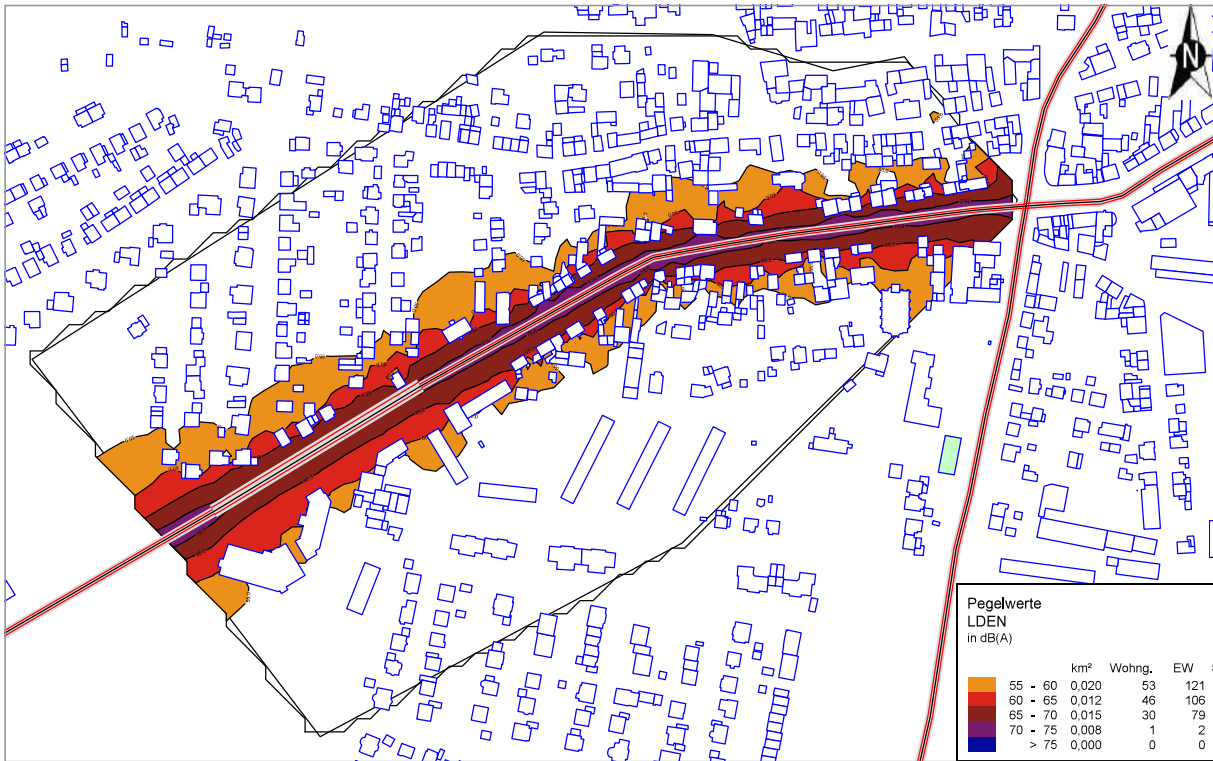 N
Pegelwerte
LDEN
in dB(A)
km² Wohng. EW
55 - 60 0,020 53 121
60 - 65 0,012 46 106
65 - 70 0,015 30 79
70 - 75 0,008 1 2
> 75 0,000 0 0